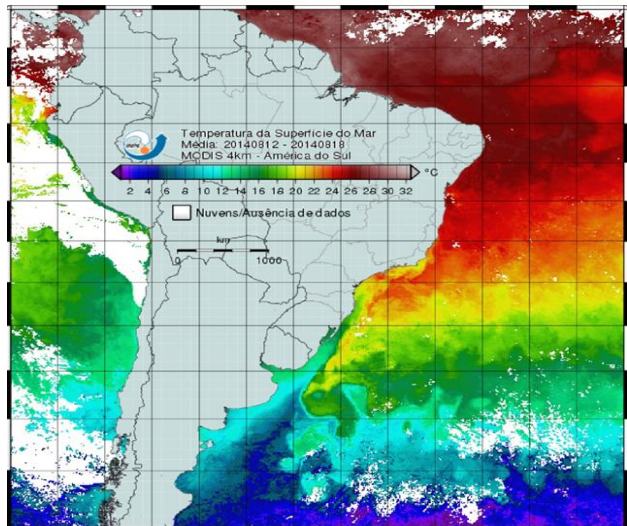 Temperatura da Superfície do Mar
Média: 20140812 - 20140818
MODIS 4km - América do Sul
°C
2 4 6 8 10 12 14 16 18 20 22 24 26 28 30 32
Nuvens/Ausência de dados
km
0 1000